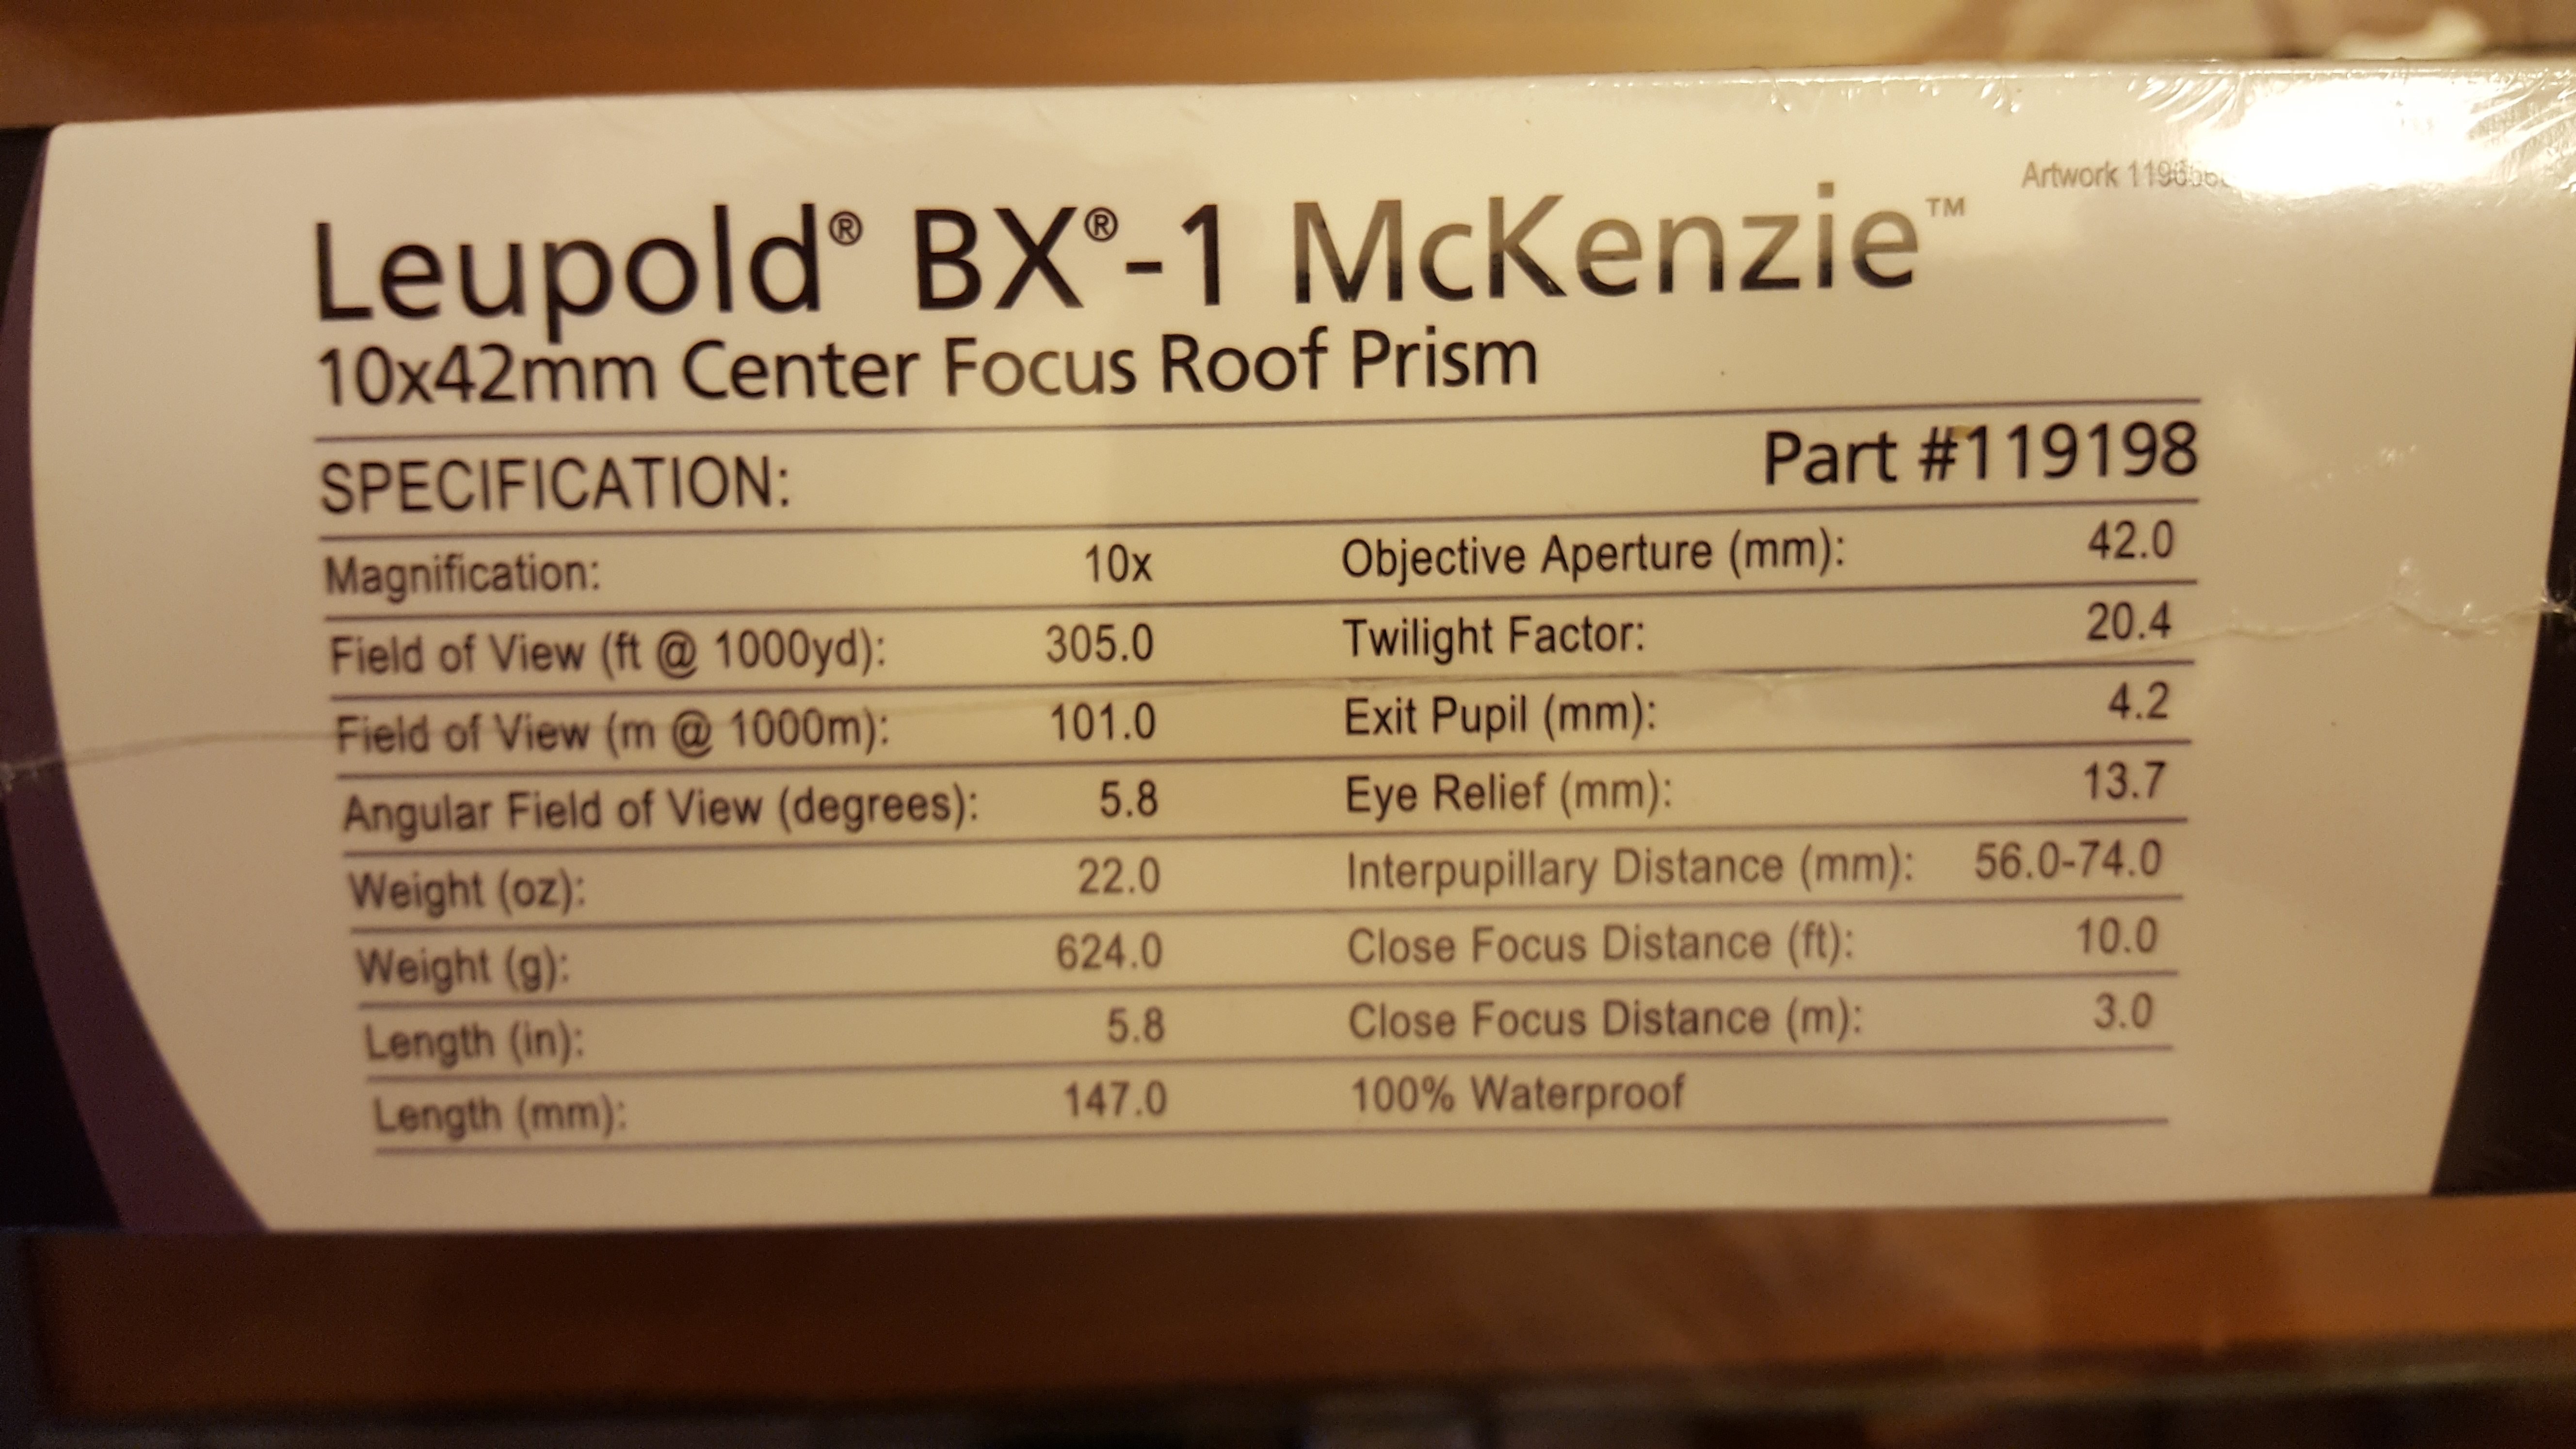 Artwork
Leupold® BX®-1 McKenzie™
10x42mm Center Focus Roof Prism
SPECIFICATION: Part #119198
Magnification: 10x Objective Aperture (mm): 42.0
Field of View (ft @ 1000yd): 305.0 Twilight Factor: 20.4
Field of View (m @ 1000m): 101.0 Exit Pupil (mm): 4.2
Angular Field of View (degrees): 5.8 Eye Relief (mm): 13.7
Weight (oz): 22.0 Interpupillary Distance (mm): 56.0-74.0
Weight (g): 624.0 Close Focus Distance (ft): 10.0
Length (in): 5.8 Close Focus Distance (m): 3.0
Length (mm): 147.0 100% Waterproof